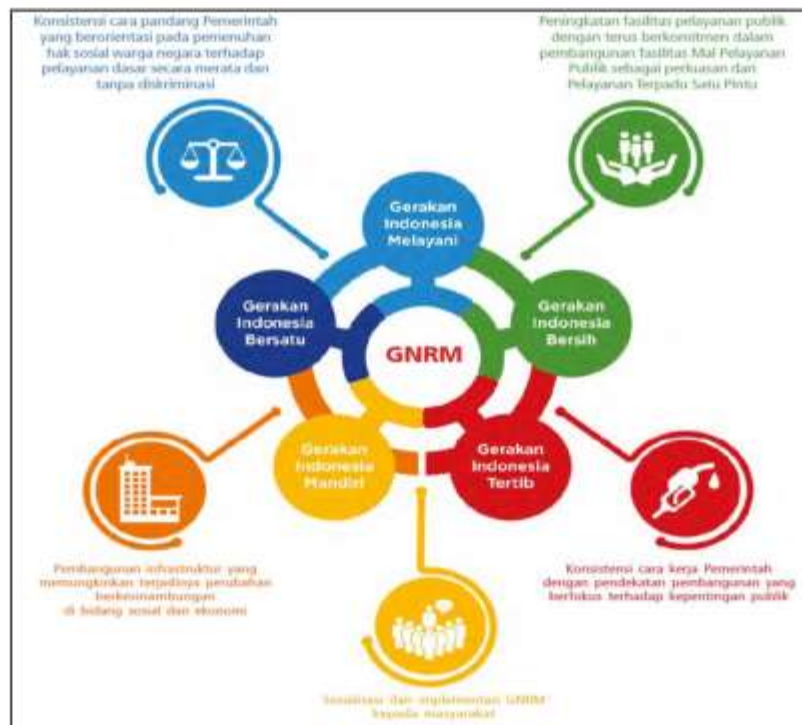 Konsistensi cara pandang Pemerintah
yang berorientasi pada pemenuhan
hak sosial warga negara terhadap
pelayanan dasar secara merata dan
tanpa diskriminasi
Peningkatan fasilitas pelayanan publik
dengan terus berkomitmen dalam
pembangunan fasilitas Mal Pelayanan
Publik sebagai perluasan dari
Pelayanan Terpadu Satu Pintu
Gerakan
Indonesia
Melayani
Gerakan
Indonesia
Bersatu
GNRM
Gerakan
Indonesia
Bersih
Gerakan
Indonesia
Mandiri
Gerakan
Indonesia
Tertib
Pembangunan infrastruktur yang
memungkinkan terjadinya perubahan
berkesinambungan
di bidang sosial dan ekonomi
Konsistensi cara kerja Pemerintah
dengan pendekatan pembangunan yang
berfokus terhadap kepentingan publik
Sosialisasi dan implementasi GNRM
kepada masyarakat